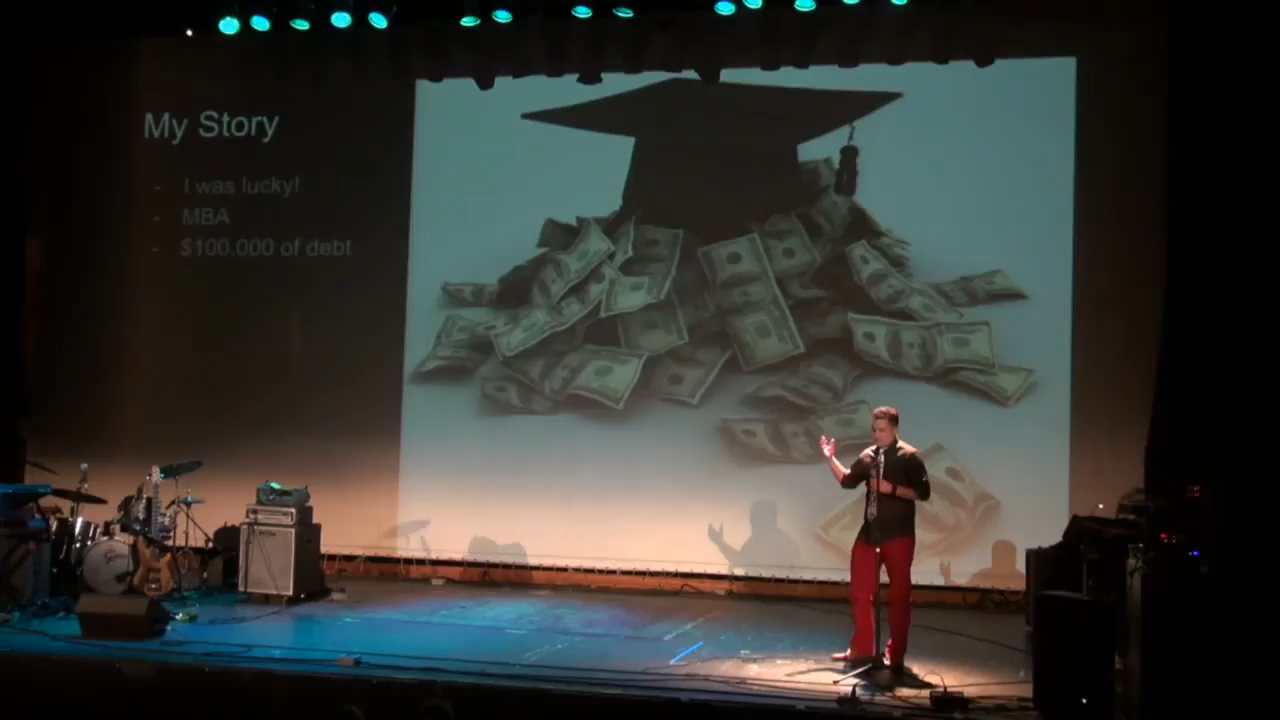 My Story
- I was lucky!
- MBA
- $100,000 of debt